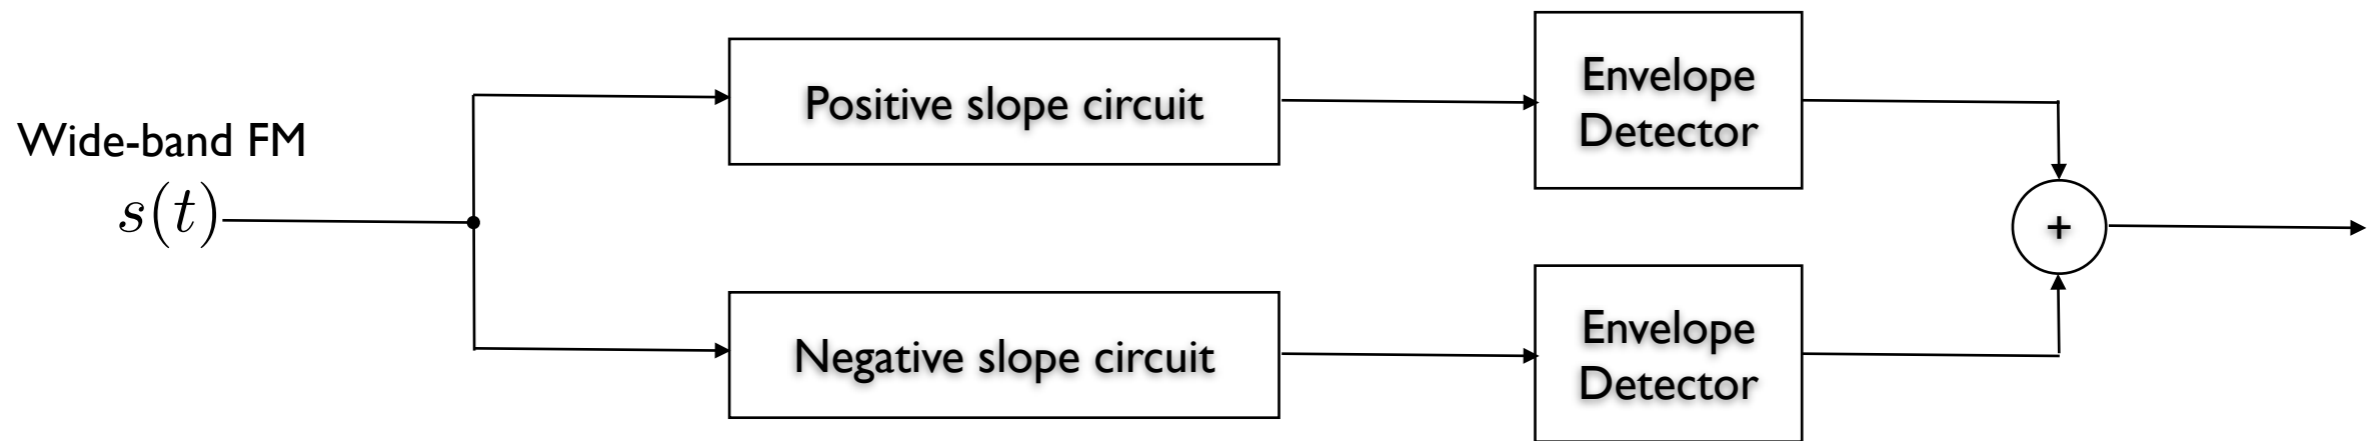 Wide-band FM
s(t)
Positive slope circuit
Envelope
Detector
+
Negative slope circuit
Envelope
Detector